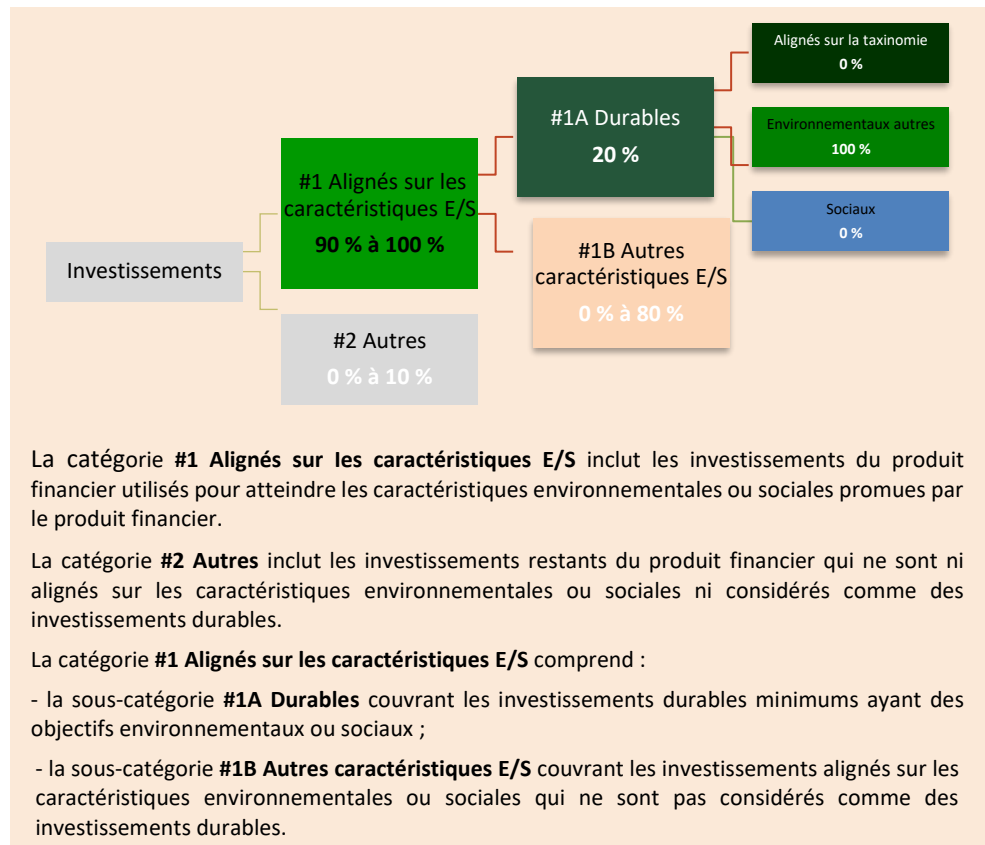 Alignés sur la taxinomie
0 %
#1A Durables
20 %
Environnementaux autres
100 %
#1 Alignés sur les
caractéristiques E/S
90 % à 100 %
Sociaux
0 %
Investissements
#1B Autres
caractéristiques E/S
0 % à 80 %
#2 Autres
0 % à 10 %
La catégorie #1 Alignés sur Ies caractéristiques E/S inclut les investissements du produit
financier utilisés pour atteindre les caractéristiques environnementales ou sociales promues par
le produit financier.
La catégorie #2 Autres inclut les investissements restants du produit financier qui ne sont ni
alignés sur les caractéristiques environnementales ou sociales ni considérés comme des
investissements durables.
La catégorie #1 Alignés sur les caractéristiques E/S comprend :
- la sous-catégorie #1A Durables couvrant les investissements durables minimums ayant des
objectifs environnementaux ou sociaux ;
- la sous-catégorie #1B Autres caractéristiques E/S couvrant les investissements alignés sur les
caractéristiques environnementales ou sociales qui ne sont pas considérés comme des
investissements durables.